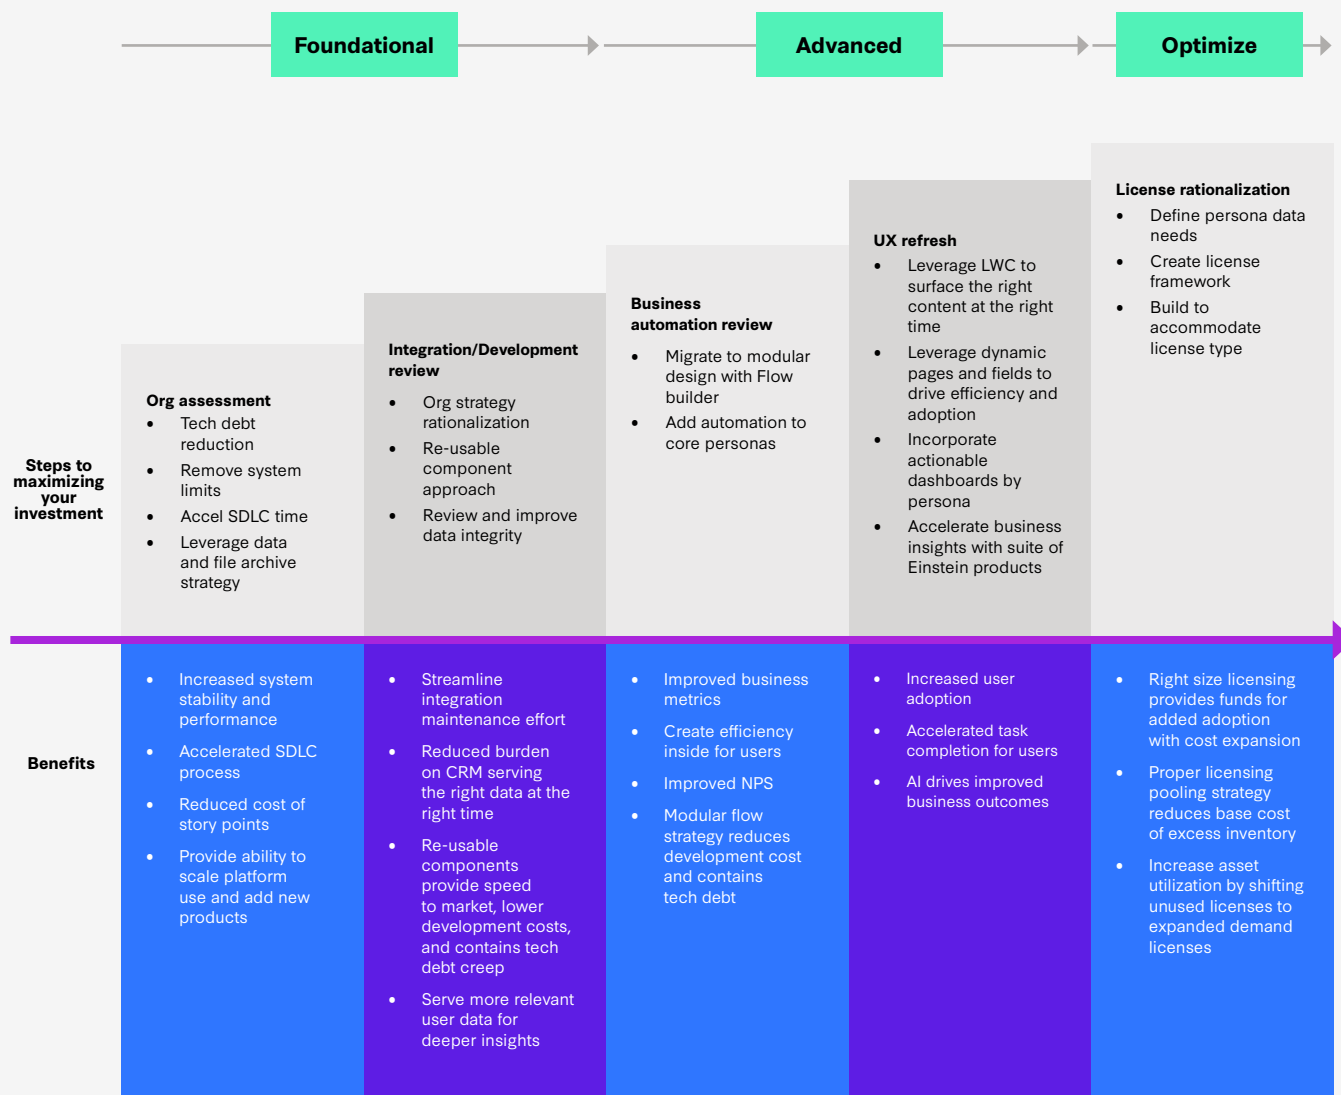 Foundational
Advanced
Optimize
Steps to
maximizing
your
investment
Org assessment
• Tech debt
reduction
• Remove system
limits
• Accel SDLC time
• Leverage data
and file archive
strategy
Integration/Development
review
• Org strategy
rationalization
• Re-usable
component
approach
• Review and improve
data integrity
Business
automation review
• Migrate to modular
design with Flow
builder
• Add automation to
core personas
UX refresh
• Leverage LWC to
surface the right
content at the right
time
• Leverage dynamic
pages and fields to
drive efficiency and
adoption
• Incorporate
actionable
dashboards by
persona
• Accelerate business
insights with suite of
Einstein products
License rationalization
• Define persona data
needs
• Create license
framework
• Build to
accommodate
license type
Benefits
• Increased system
stability and
performance
• Accelerated SDLC
process
• Reduced cost of
story points
• Provide ability to
scale platform
use and add new
products
• Streamline
integration
maintenance effort
• Reduced burden
on CRM serving
the right data at the
right time
• Re-usable
components
provide speed
to market, lower
development costs,
and contains tech
debt creep
• Serve more relevant
user data for
deeper insights
• Improved business
metrics
• Create efficiency
inside for users
• Improved NPS
• Modular flow
strategy reduces
development cost
and contains
tech debt
• Increased user
adoption
• Accelerated task
completion for users
• AI drives improved
business outcomes
• Right size licensing
provides funds for
added adoption
with cost expansion
• Proper licensing
pooling strategy
reduces base cost
of excess inventory
• Increase asset
utilization by shifting
unused licenses to
expanded demand
licenses